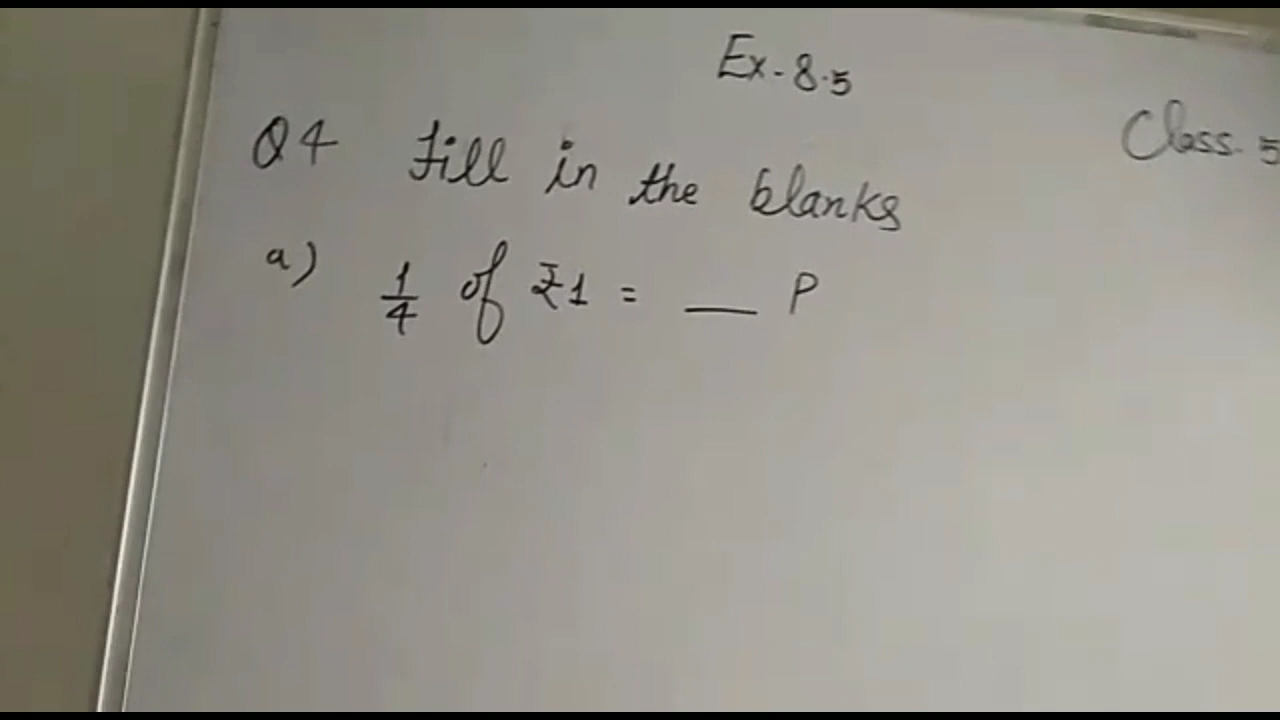 Ex-8.5
Class-5
Q4 Fill in the blanks
a) 1/4 of ₹1 = __ P